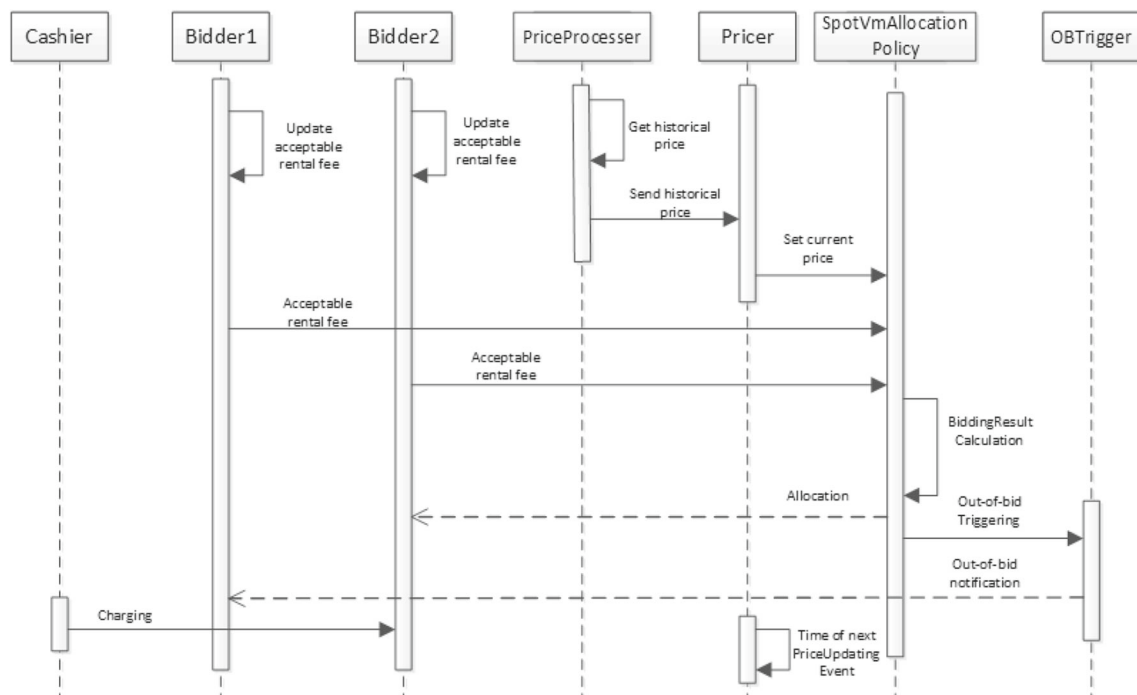 Cashier
Bidder1
Bidder2
PriceProcesser
Pricer
SpotVmAllocation
Policy
OBTrigger
Update
acceptable
rental fee
Update
acceptable
rental fee
Get historical
price
Send historical
price
Set current
price
Acceptable
rental fee
Acceptable
rental fee
BiddingResult
Calculation
Allocation
Out-of-bid
Triggering
Out-of-bid
notification
Charging
Time of next
PriceUpdating
Event